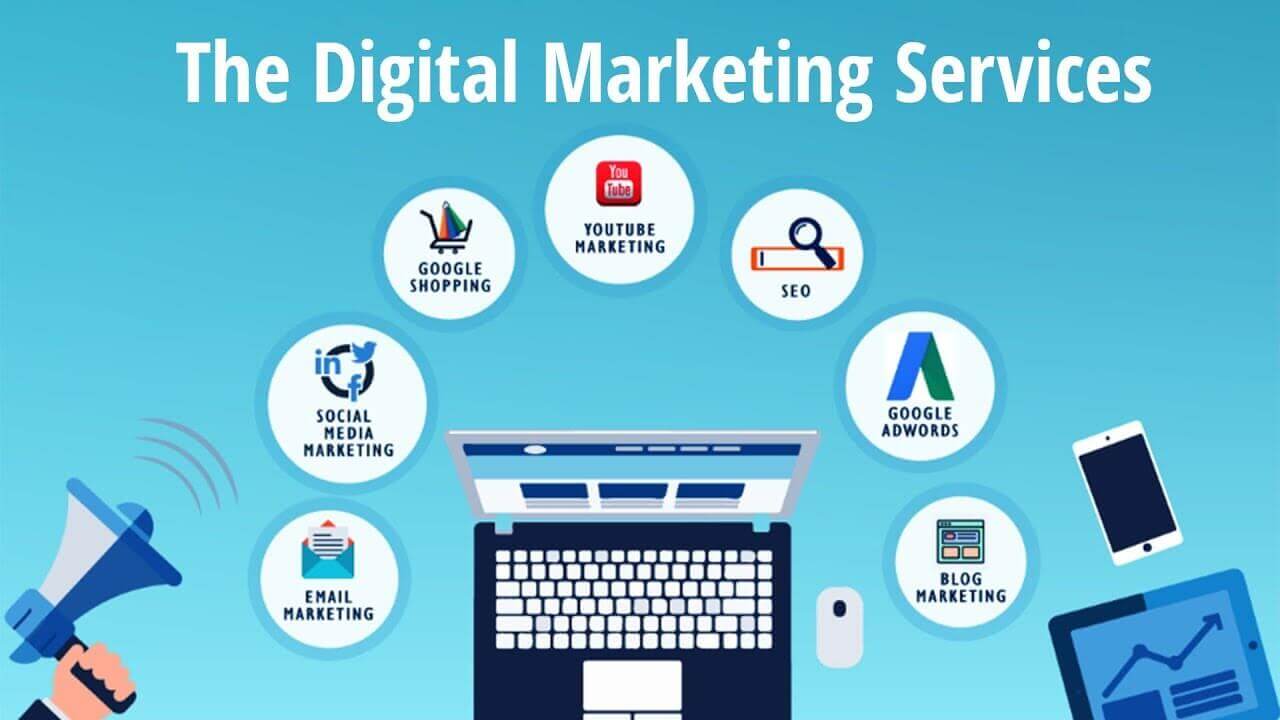 The Digital Marketing Services
You
Tube
YOUTUBE
MARKETING
GOOGLE
SHOPPING
SEO
in
f
SOCIAL
MEDIA
MARKETING
GOOGLE
ADWORDS
EMAIL
MARKETING
BLOG
MARKETING